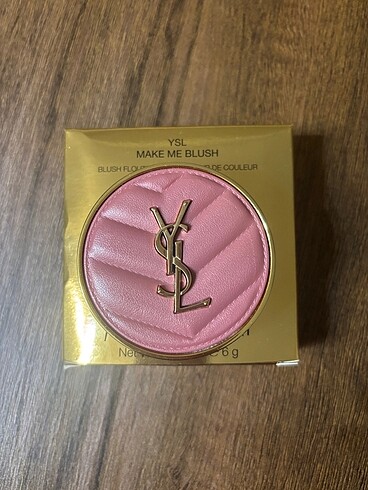 YSL
MAKE ME BLUSH
BLUSH DE COULEUR
YSL
Net 6 g